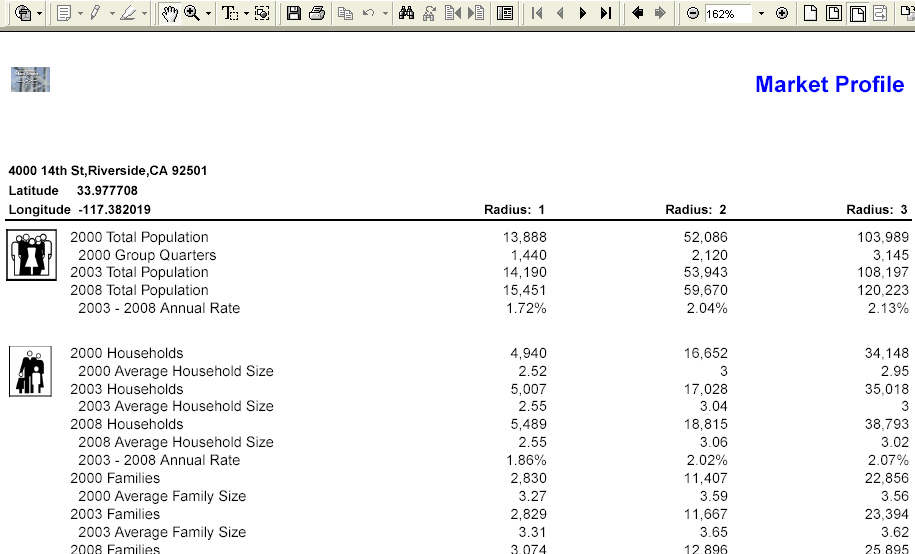 162%
Market Profile
4000 14th St,Riverside,CA 92501
Latitude 33.977708
Longitude -117.382019 Radius: 1 Radius: 2 Radius: 3
2000 Total Population 13,888 52,086 103,989
2000 Group Quarters 1,440 2,120 3,145
2003 Total Population 14,190 53,943 108,197
2008 Total Population 15,451 59,670 120,223
2003 - 2008 Annual Rate 1.72% 2.04% 2.13%
2000 Households 4,940 16,652 34,148
2000 Average Household Size 2.52 3 2.95
2003 Households 5,007 17,028 35,018
2003 Average Household Size 2.55 3.04 3
2008 Households 5,489 18,815 38,793
2008 Average Household Size 2.55 3.06 3.02
2003 - 2008 Annual Rate 1.86% 2.02% 2.07%
2000 Families 2,830 11,407 22,856
2000 Average Family Size 3.27 3.59 3.56
2003 Families 2,829 11,667 23,394
2003 Average Family Size 3.31 3.65 3.62
2008 Families 3,074 12,896 25,895